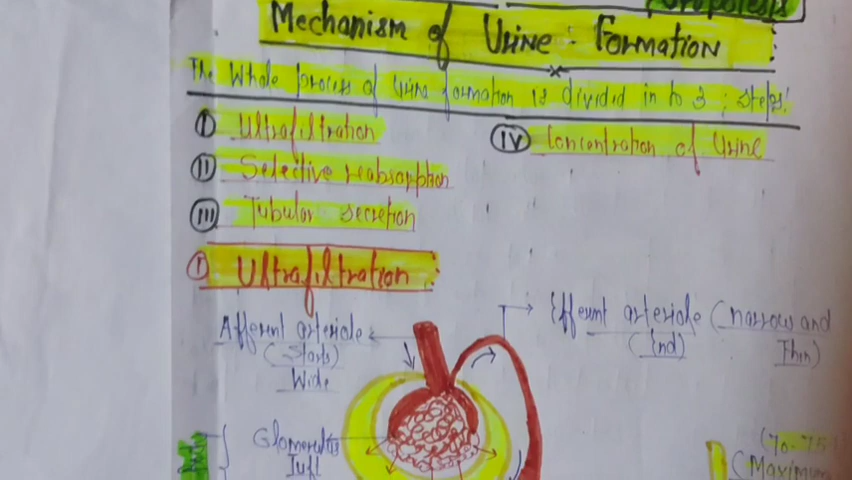 Mechanism of Urine Formation
The Whole process of Urine formation is divided in to 3 steps:
I Ultrafiltration
IV Concentration of Urine
II Selective reabsorption
III Tubular secretion
I Ultrafiltration :
Afferent arteriole
(Starts)
Wide
Efferent arteriole (narrow and
(End)
Thin)
Glomerulus
Tuft
(70-75%
(Maximum